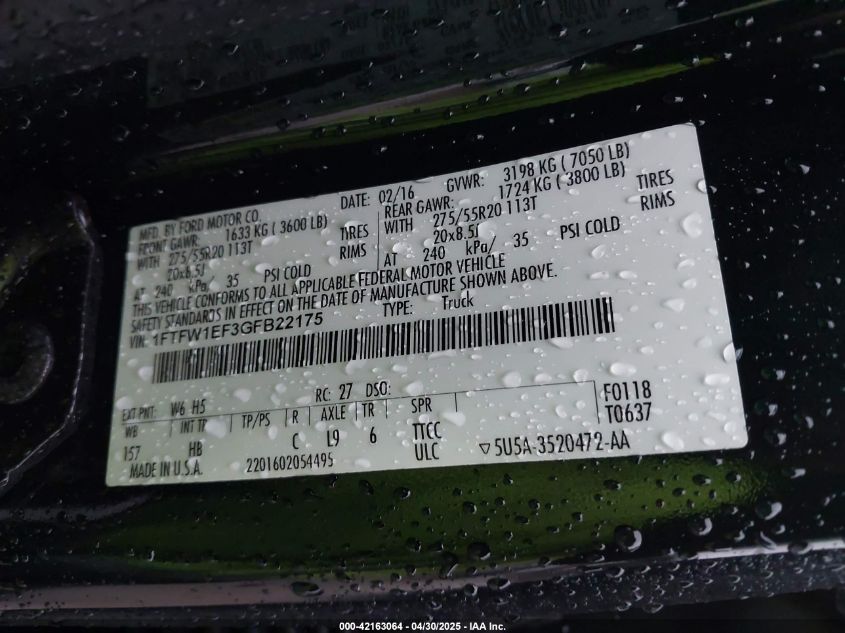 MFD. BY FORD MOTOR CO.
DATE: 02/16 GVWR: 3198 KG ( 7050 LB)
FRONT GAWR: 1633 KG ( 3600 LB)
REAR GAWR: 1724 KG ( 3800 LB)
WITH 275/55R20 113T TIRES
WITH 275/55R20 113T TIRES
20x8.5J RIMS
20x8.5J RIMS
AT 240 kPa/ 35 PSI COLD
AT 240 kPa/ 35 PSI COLD
THIS VEHICLE CONFORMS TO ALL APPLICABLE FEDERAL MOTOR VEHICLE
SAFETY STANDARDS IN EFFECT ON THE DATE OF MANUFACTURE SHOWN ABOVE.
VIN: 1FTFW1EF3GFB22175 TYPE: Truck
EXT PNT: W6 H5 RC: 27 DSO: F0118
WB INT TR TP/PS R AXLE TR SPR T0637
157 HB C L9 6 TTCC
ULC ▽ 5U5A-3520472-AA
MADE IN U.S.A. 2201602054495
000-42163064 - 04/30/2025 - IAA Inc.